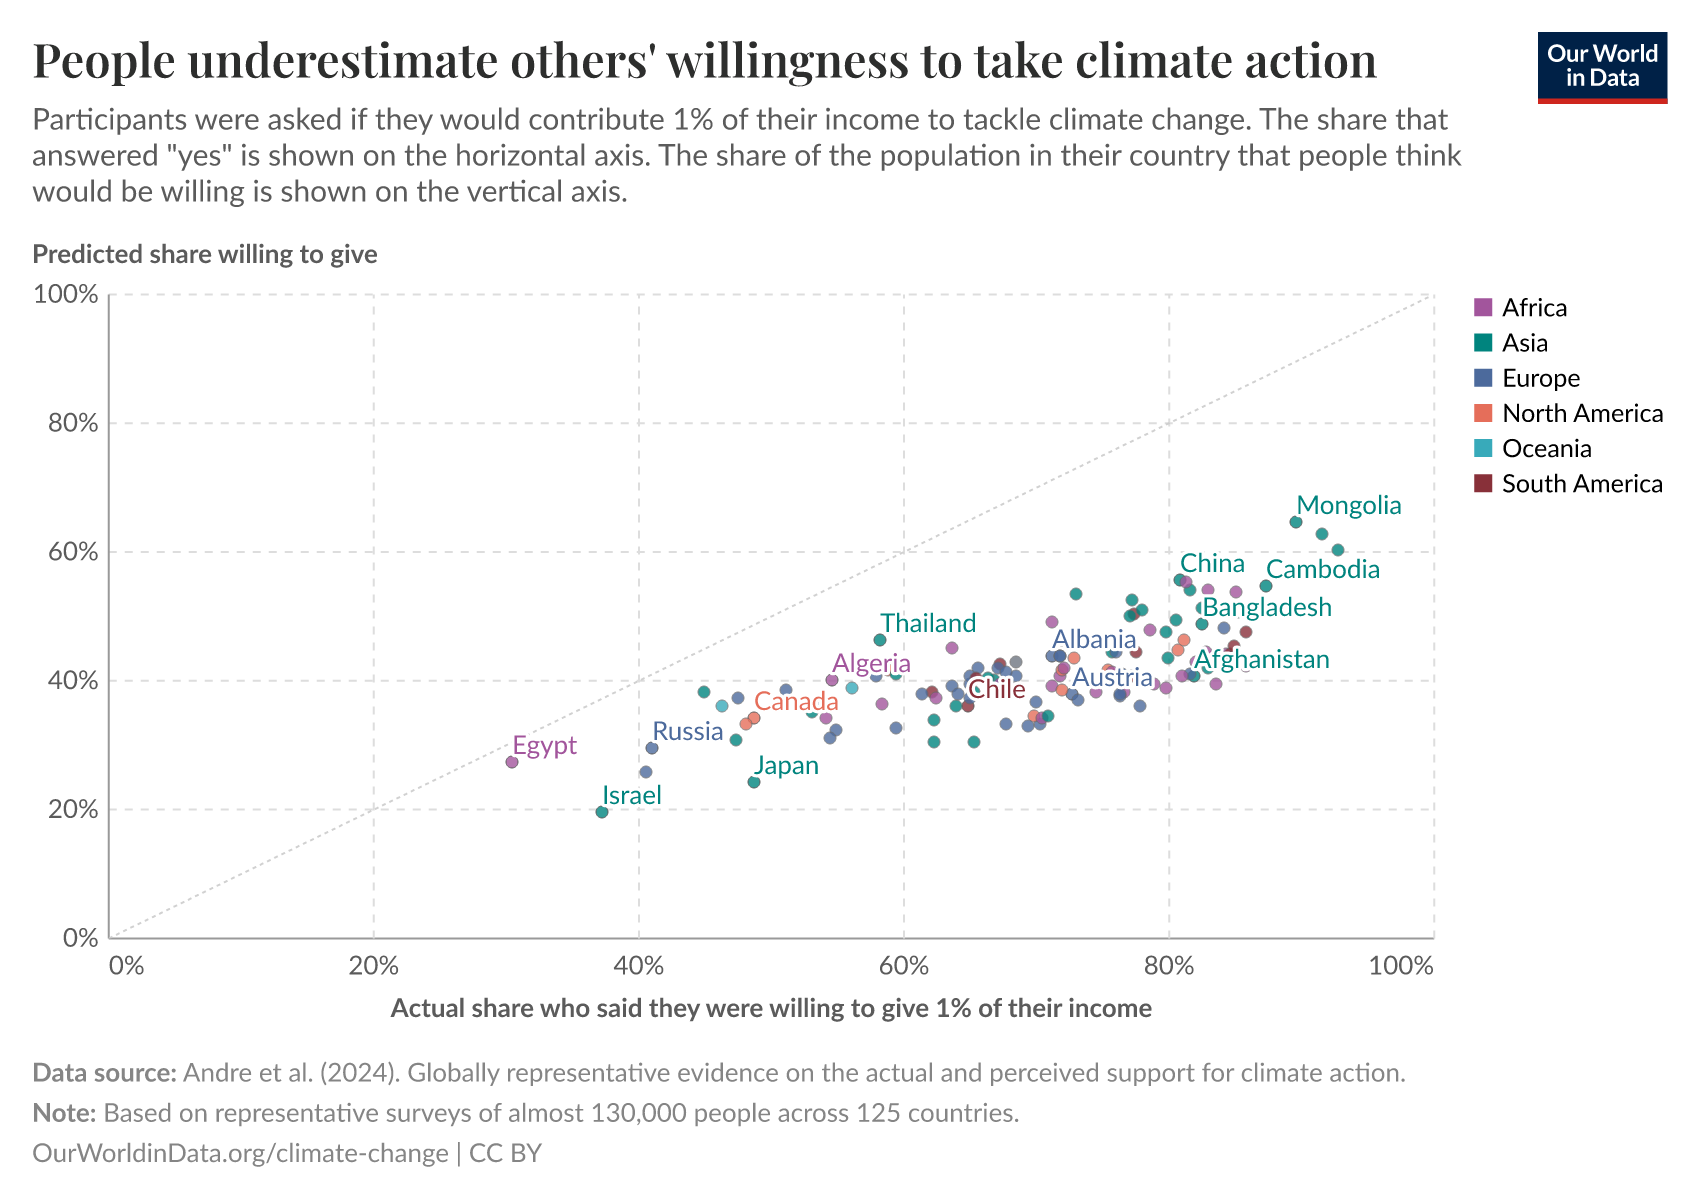 People underestimate others' willingness to take climate action
Our World
in Data
Participants were asked if they would contribute 1% of their income to tackle climate change. The share that
answered "yes" is shown on the horizontal axis. The share of the population in their country that people think
would be willing is shown on the vertical axis.
Predicted share willing to give
100%
80%
60%
40%
20%
0%
Africa
Asia
Europe
North America
Oceania
South America
Mongolia
China
Cambodia
Bangladesh
Thailand
Albania
Algeria
Afghanistan
Austria
Chile
Canada
Russia
Egypt
Japan
Israel
0%
20%
40%
60%
80%
100%
Actual share who said they were willing to give 1% of their income
Data source: Andre et al. (2024). Globally representative evidence on the actual and perceived support for climate action.
Note: Based on representative surveys of almost 130,000 people across 125 countries.
OurWorldinData.org/climate-change | CC BY